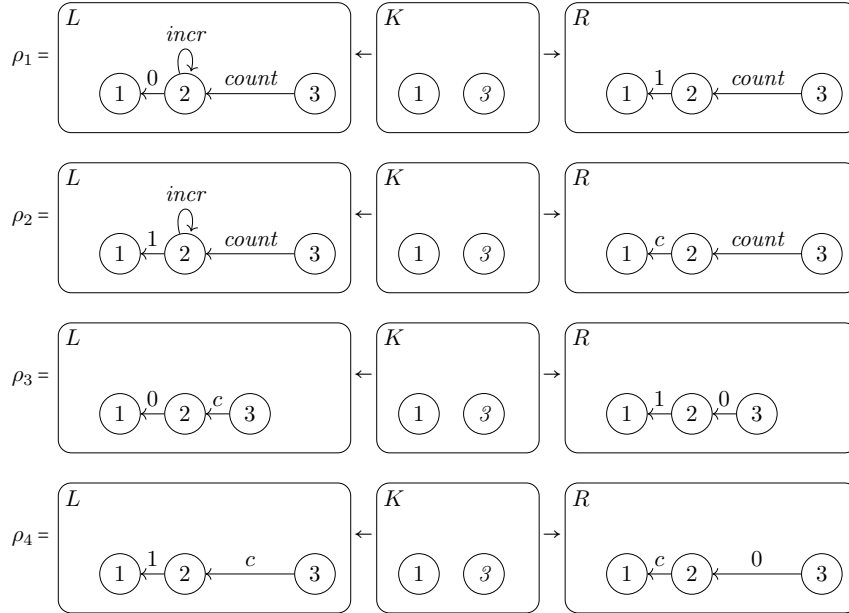 L K R
incr
ρ1 = 1 0 2 count 3 ← 1 3 → 1 1 2 count 3
L K R
incr
ρ2 = 1 1 2 count 3 ← 1 3 → 1 c 2 count 3
L K R
ρ3 = 1 0 2 c 3 ← 1 3 → 1 1 2 0 3
L K R
ρ4 = 1 1 2 c 3 ← 1 3 → 1 c 2 0 3